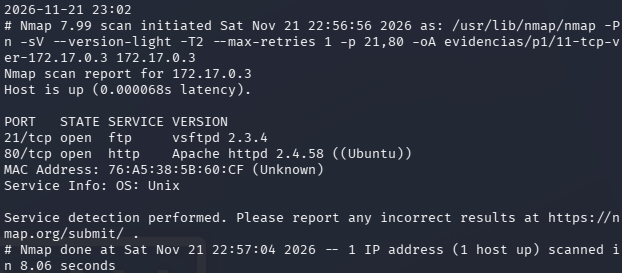 2026-11-21 23:02
# Nmap 7.99 scan initiated Sat Nov 21 22:56:56 2026 as: /usr/lib/nmap/nmap -P
n -sV --version-light -T2 --max-retries 1 -p 21,80 -oA evidencias/p1/11-tcp-v
er-172.17.0.3 172.17.0.3
Nmap scan report for 172.17.0.3
Host is up (0.000068s latency).

PORT   STATE SERVICE VERSION
21/tcp open  ftp     vsftpd 2.3.4
80/tcp open  http    Apache httpd 2.4.58 ((Ubuntu))
MAC Address: 76:A5:38:5B:60:CF (Unknown)
Service Info: OS: Unix

Service detection performed. Please report any incorrect results at https://n
map.org/submit/ .
# Nmap done at Sat Nov 21 22:57:04 2026 -- 1 IP address (1 host up) scanned i
n 8.06 seconds